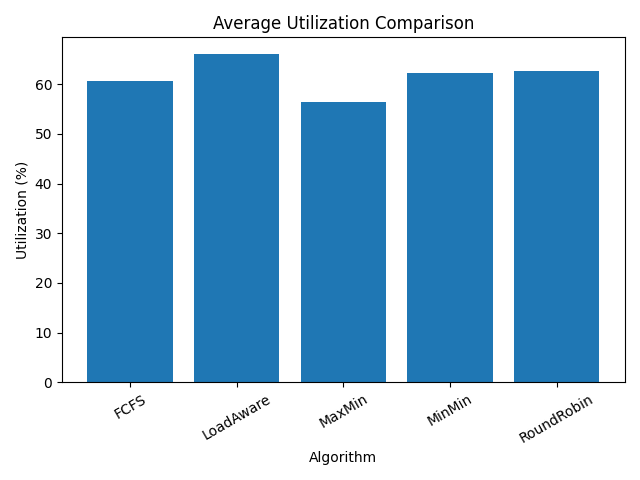 Average Utilization Comparison
Utilization (%)
60
50
40
30
20
10
0
FCFS
LoadAware
MaxMin
MinMin
RoundRobin
Algorithm